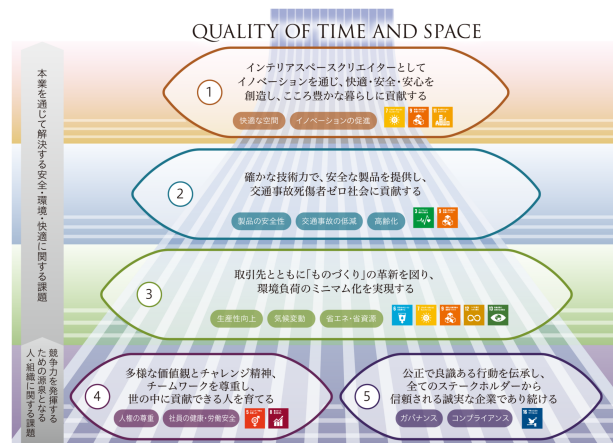 QUALITY OF TIME AND SPACE
本業を通じて解決する安全・環境・快適に関する課題
1
インテリアスペースクリエイターとして
イノベーションを通じ、快適・安全・安心を
創造し、こころ豊かな暮らしに貢献する
快適な空間
イノベーションの促進
2
確かな技術力で、安全な製品を提供し、
交通事故死傷者ゼロ社会に貢献する
製品の安全性
交通事故の低減
高齢化
3
取引先とともに「ものづくり」の革新を図り、
環境負荷のミニマム化を実現する
生産性向上
気候変動
省エネ・省資源
競争力を発揮する
ための源泉となる
人・組織に関する課題
4
多様な価値観とチャレンジ精神、
チームワークを尊重し、
世の中に貢献できる人を育てる
人権の尊重
社員の健康・労働安全
5
公正で良識ある行動を伝承し、
全てのステークホルダーから
信頼される誠実な企業であり続ける
ガバナンス
コンプライアンス